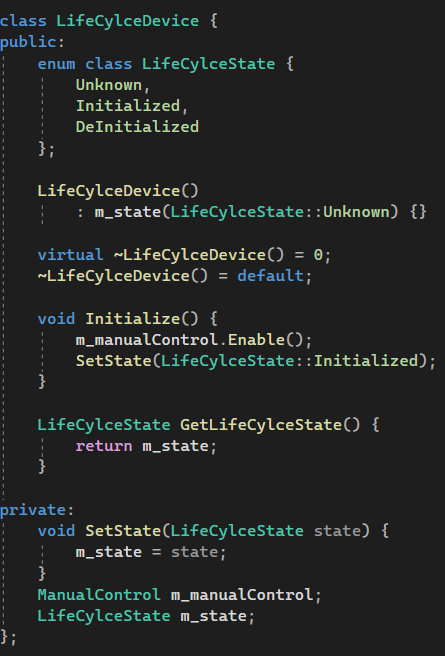 class LifeCylceDevice {
public:
    enum class LifeCylceState {
        Unknown,
        Initialized,
        DeInitialized
    };

    LifeCylceDevice()
        : m_state(LifeCylceState::Unknown) {}

    virtual ~LifeCylceDevice() = 0;
    ~LifeCylceDevice() = default;

    void Initialize() {
        m_manualControl.Enable();
        SetState(LifeCylceState::Initialized);
    }

    LifeCylceState GetLifeCylceState() {
        return m_state;
    }

private:
    void SetState(LifeCylceState state) {
        m_state = state;
    }
    ManualControl m_manualControl;
    LifeCylceState m_state;
};